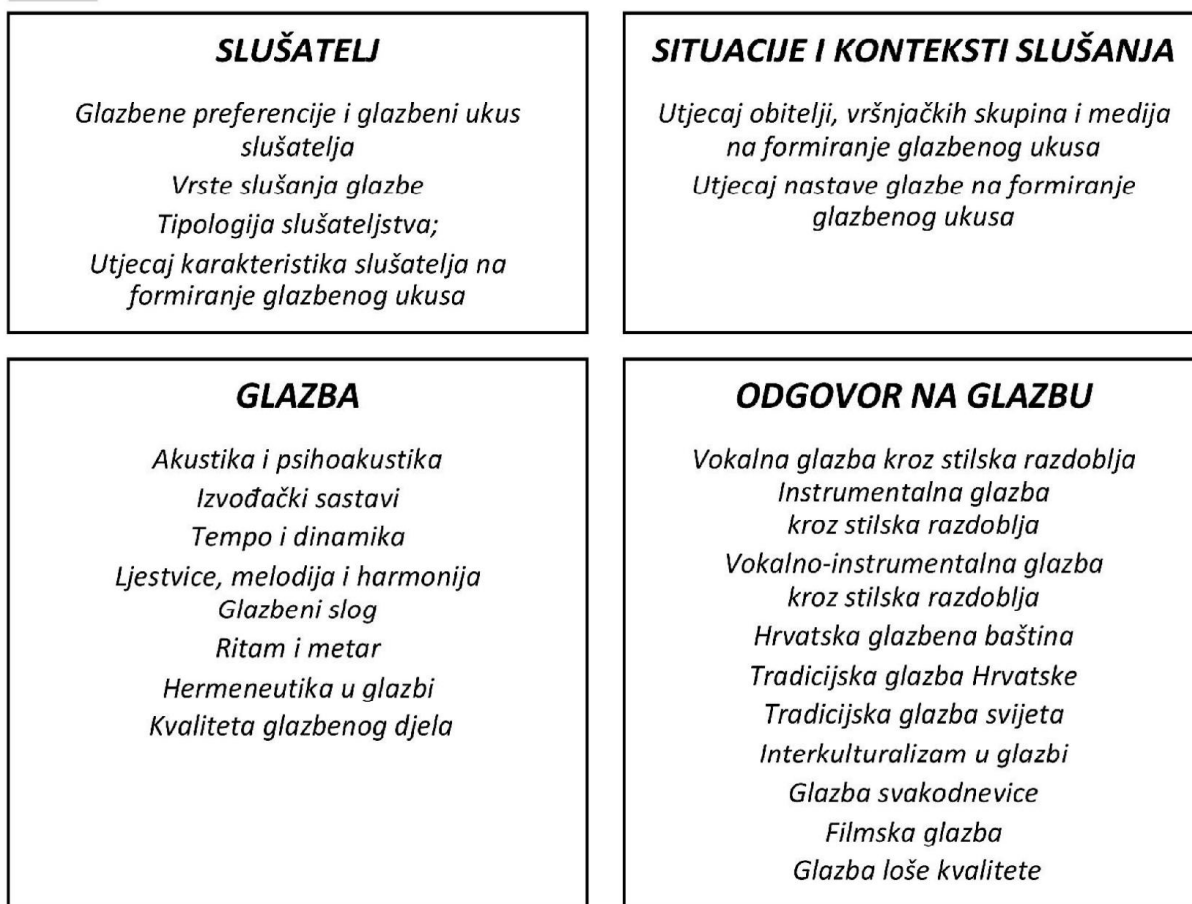 SLUŠATELJ
Glazbene preferencije i glazbeni ukus
slušatelja
Vrste slušanja glazbe
Tipologija slušateljstva;
Utjecaj karakteristika slušatelja na
formiranje glazbenog ukusa
SITUACIJE I KONTEKSTI SLUŠANJA
Utjecaj obitelji, vršnjačkih skupina i medija
na formiranje glazbenog ukusa
Utjecaj nastave glazbe na formiranje
glazbenog ukusa
GLAZBA
Akustika i psihoakustika
Izvođački sastavi
Tempo i dinamika
Ljestvice, melodija i harmonija
Glazbeni slog
Ritam i metar
Hermeneutika u glazbi
Kvaliteta glazbenog djela
ODGOVOR NA GLAZBU
Vokalna glazba kroz stilska razdoblja
Instrumentalna glazba
kroz stilska razdoblja
Vokalno-instrumentalna glazba
kroz stilska razdoblja
Hrvatska glazbena baština
Tradicijska glazba Hrvatske
Tradicijska glazba svijeta
Interkulturalizam u glazbi
Glazba svakodnevice
Filmska glazba
Glazba loše kvalitete